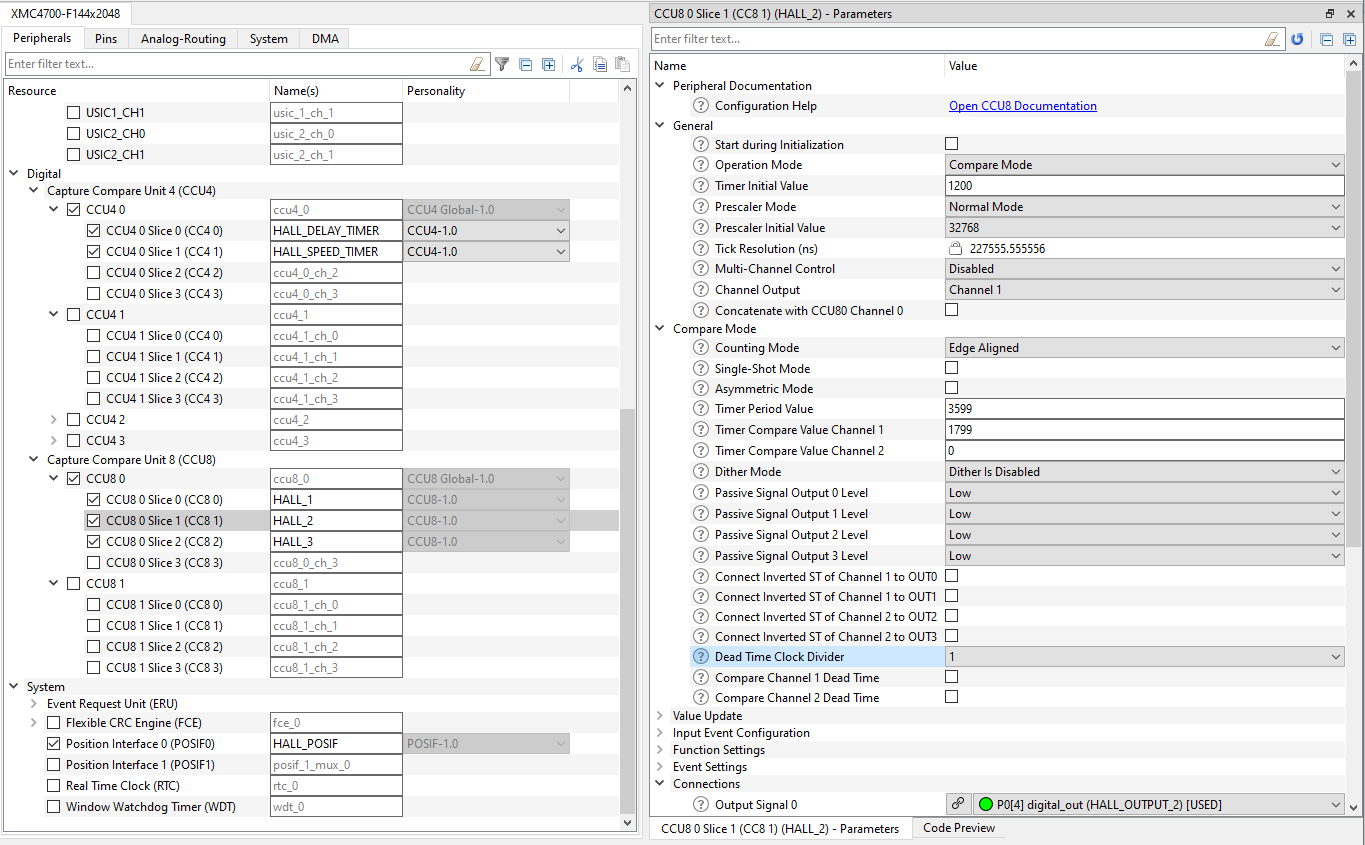 XMC4700-F144x2048
Peripherals Pins Analog-Routing System DMA
Enter filter text...
Resource Name(s) Personality
USIC1_CH1 usic_1_ch_1
USIC2_CH0 usic_2_ch_0
USIC2_CH1 usic_2_ch_1
Digital
Capture Compare Unit 4 (CCU4)
CCU4 0 ccu4_0 CCU4 Global-1.0
CCU4 0 Slice 0 (CC4 0) HALL_DELAY_TIMER CCU4-1.0
CCU4 0 Slice 1 (CC4 1) HALL_SPEED_TIMER CCU4-1.0
CCU4 0 Slice 2 (CC4 2) ccu4_0_ch_2
CCU4 0 Slice 3 (CC4 3) ccu4_0_ch_3
CCU4 1 ccu4_1
CCU4 1 Slice 0 (CC4 0) ccu4_1_ch_0
CCU4 1 Slice 1 (CC4 1) ccu4_1_ch_1
CCU4 1 Slice 2 (CC4 2) ccu4_1_ch_2
CCU4 1 Slice 3 (CC4 3) ccu4_1_ch_3
CCU4 2 ccu4_2
CCU4 3 ccu4_3
Capture Compare Unit 8 (CCU8)
CCU8 0 ccu8_0 CCU8 Global-1.0
CCU8 0 Slice 0 (CC8 0) HALL_1 CCU8-1.0
CCU8 0 Slice 1 (CC8 1) HALL_2 CCU8-1.0
CCU8 0 Slice 2 (CC8 2) HALL_3 CCU8-1.0
CCU8 0 Slice 3 (CC8 3) ccu8_0_ch_3
CCU8 1 ccu8_1
CCU8 1 Slice 0 (CC8 0) ccu8_1_ch_0
CCU8 1 Slice 1 (CC8 1) ccu8_1_ch_1
CCU8 1 Slice 2 (CC8 2) ccu8_1_ch_2
CCU8 1 Slice 3 (CC8 3) ccu8_1_ch_3
System
Event Request Unit (ERU)
Flexible CRC Engine (FCE) fce_0
Position Interface 0 (POSIF0) HALL_POSIF POSIF-1.0
Position Interface 1 (POSIF1) posif_1_mux_0
Real Time Clock (RTC) rtc_0
Window Watchdog Timer (WDT) wdt_0
CCU8 0 Slice 1 (CC8 1) (HALL_2) - Parameters
Enter filter text...
Name Value
Peripheral Documentation
Configuration Help Open CCU8 Documentation
General
Start during Initialization
Operation Mode Compare Mode
Timer Initial Value 1200
Prescaler Mode Normal Mode
Prescaler Initial Value 32768
Tick Resolution (ns) 227555.555556
Multi-Channel Control Disabled
Channel Output Channel 1
Concatenate with CCU80 Channel 0
Compare Mode
Counting Mode Edge Aligned
Single-Shot Mode
Asymmetric Mode
Timer Period Value 3599
Timer Compare Value Channel 1 1799
Timer Compare Value Channel 2 0
Dither Mode Dither Is Disabled
Passive Signal Output 0 Level Low
Passive Signal Output 1 Level Low
Passive Signal Output 2 Level Low
Passive Signal Output 3 Level Low
Connect Inverted ST of Channel 1 to OUT0
Connect Inverted ST of Channel 1 to OUT1
Connect Inverted ST of Channel 2 to OUT2
Connect Inverted ST of Channel 2 to OUT3
Dead Time Clock Divider 1
Compare Channel 1 Dead Time
Compare Channel 2 Dead Time
Value Update
Input Event Configuration
Function Settings
Event Settings
Connections
Output Signal 0 P0[4] digital_out (HALL_OUTPUT_2) [USED]
CCU8 0 Slice 1 (CC8 1) (HALL_2) - Parameters Code Preview